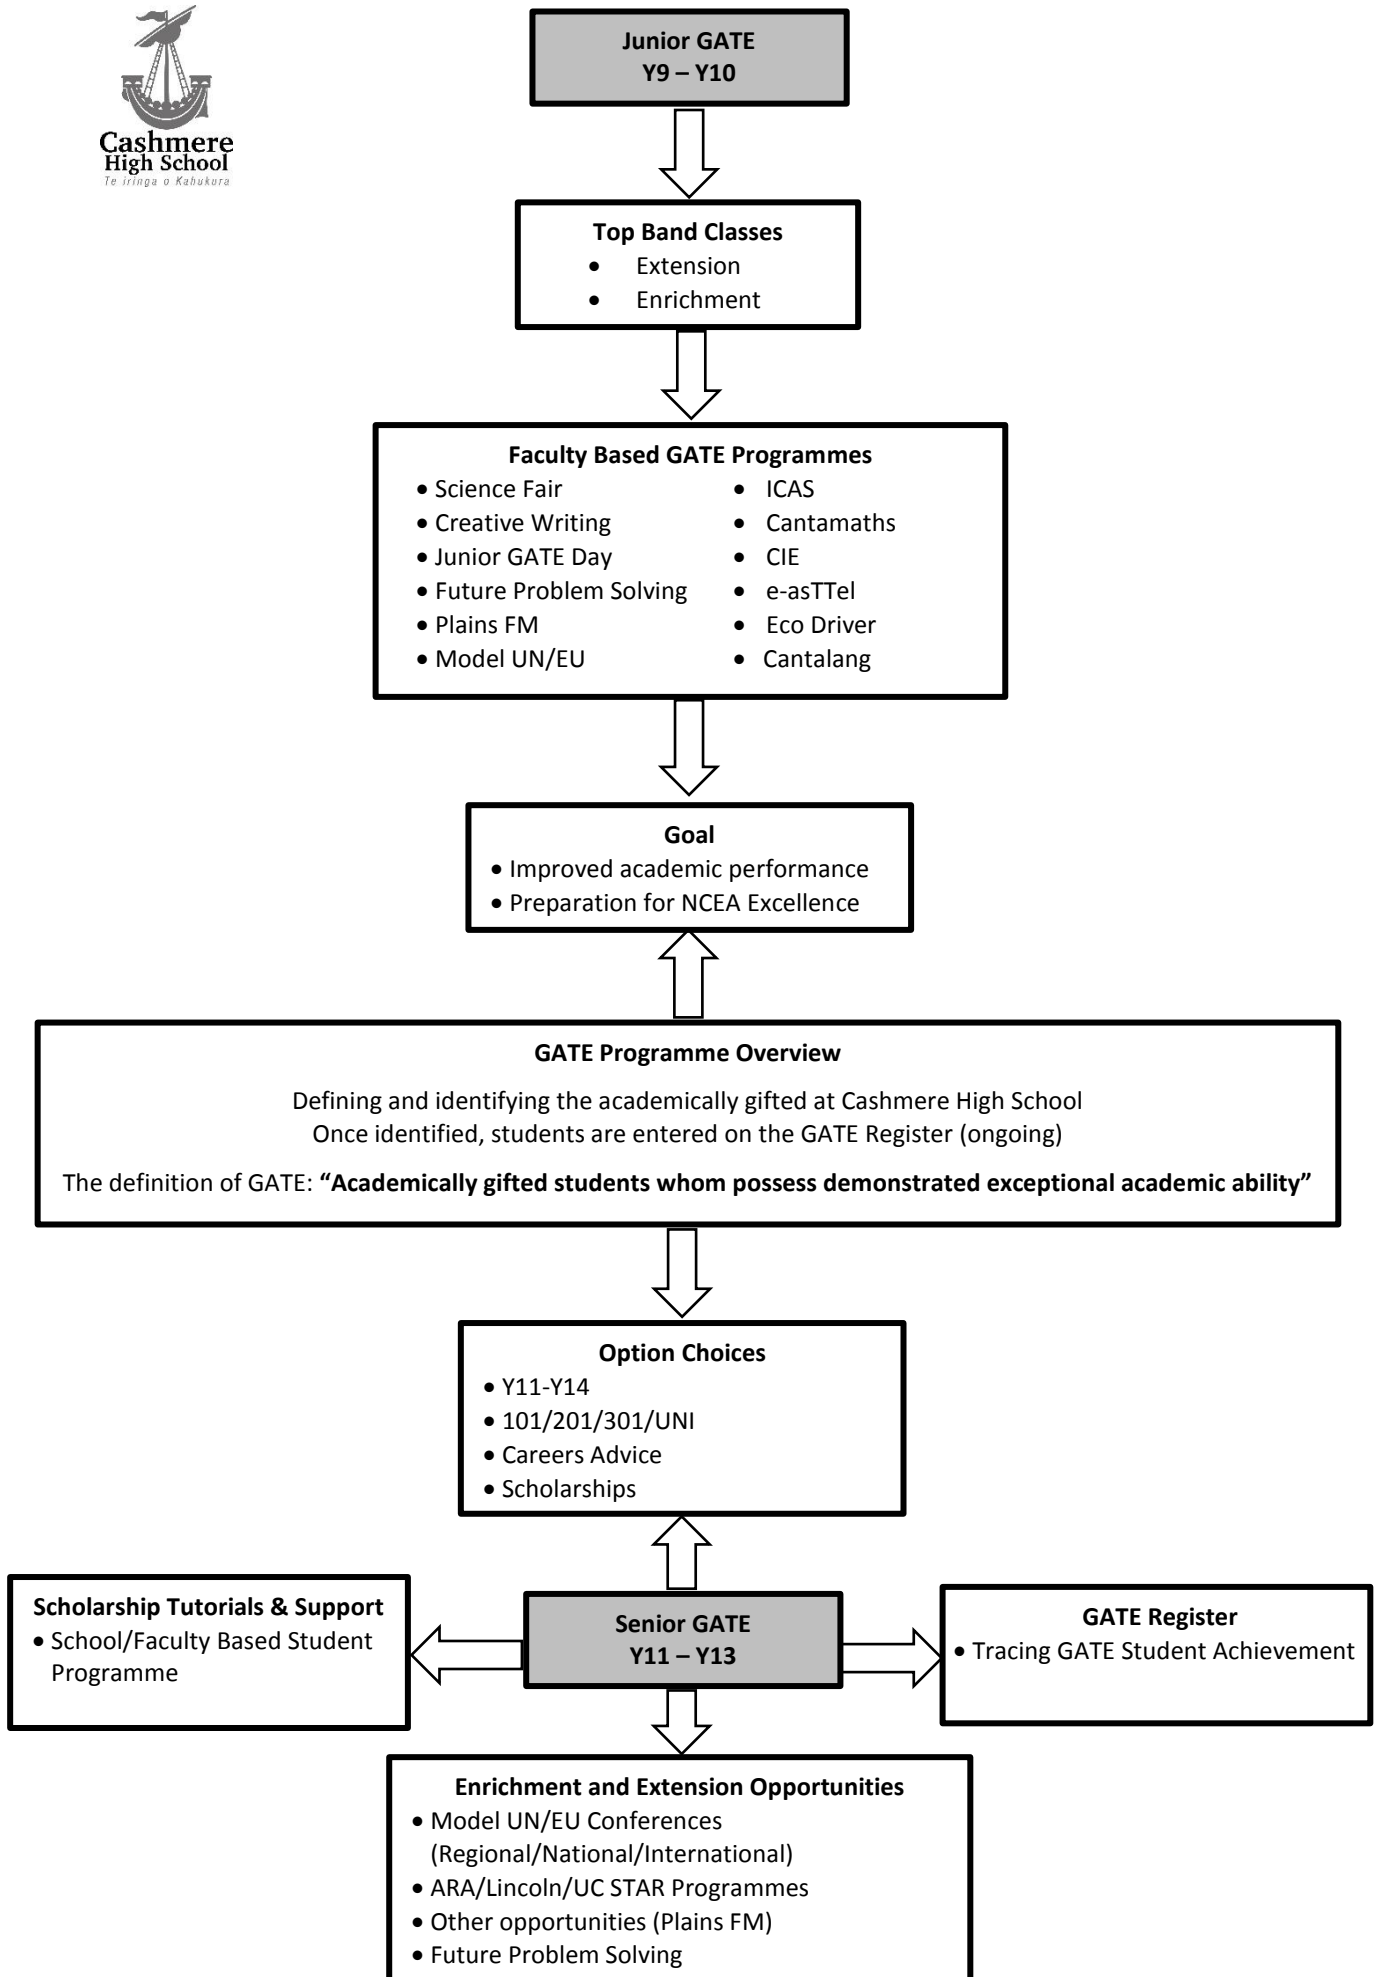 Cashmere
High School
Te iringa o Kahukura
Junior GATE
Y9 – Y10
Top Band Classes
• Extension
• Enrichment
Faculty Based GATE Programmes
• Science Fair
• Creative Writing
• Junior GATE Day
• Future Problem Solving
• Plains FM
• Model UN/EU
• ICAS
• Cantamaths
• CIE
• e-asTTel
• Eco Driver
• Cantalang
Goal
• Improved academic performance
• Preparation for NCEA Excellence
GATE Programme Overview
Defining and identifying the academically gifted at Cashmere High School
Once identified, students are entered on the GATE Register (ongoing)
The definition of GATE: “Academically gifted students whom possess demonstrated exceptional academic ability”
Option Choices
• Y11-Y14
• 101/201/301/UNI
• Careers Advice
• Scholarships
Scholarship Tutorials & Support
• School/Faculty Based Student
Programme
Senior GATE
Y11 – Y13
GATE Register
• Tracing GATE Student Achievement
Enrichment and Extension Opportunities
• Model UN/EU Conferences
(Regional/National/International)
• ARA/Lincoln/UC STAR Programmes
• Other opportunities (Plains FM)
• Future Problem Solving